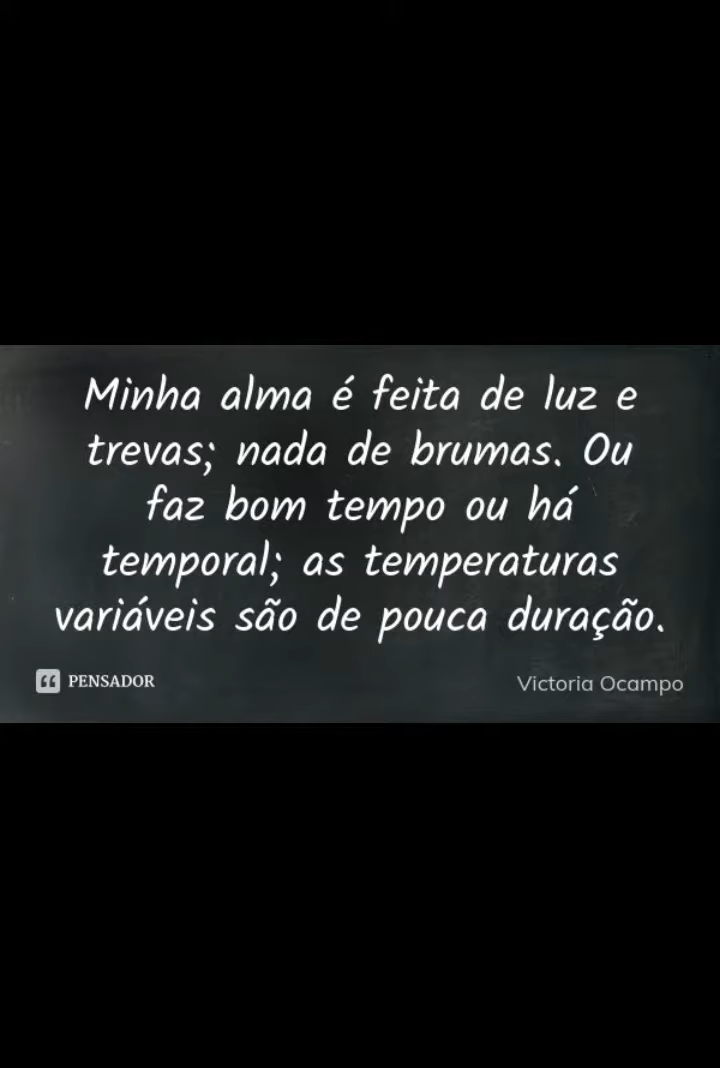 Minha alma é feita de luz e
trevas; nada de brumas. Ou
faz bom tempo ou há
temporal; as temperaturas
variáveis são de pouca duração.
PENSADOR
Victoria Ocampo